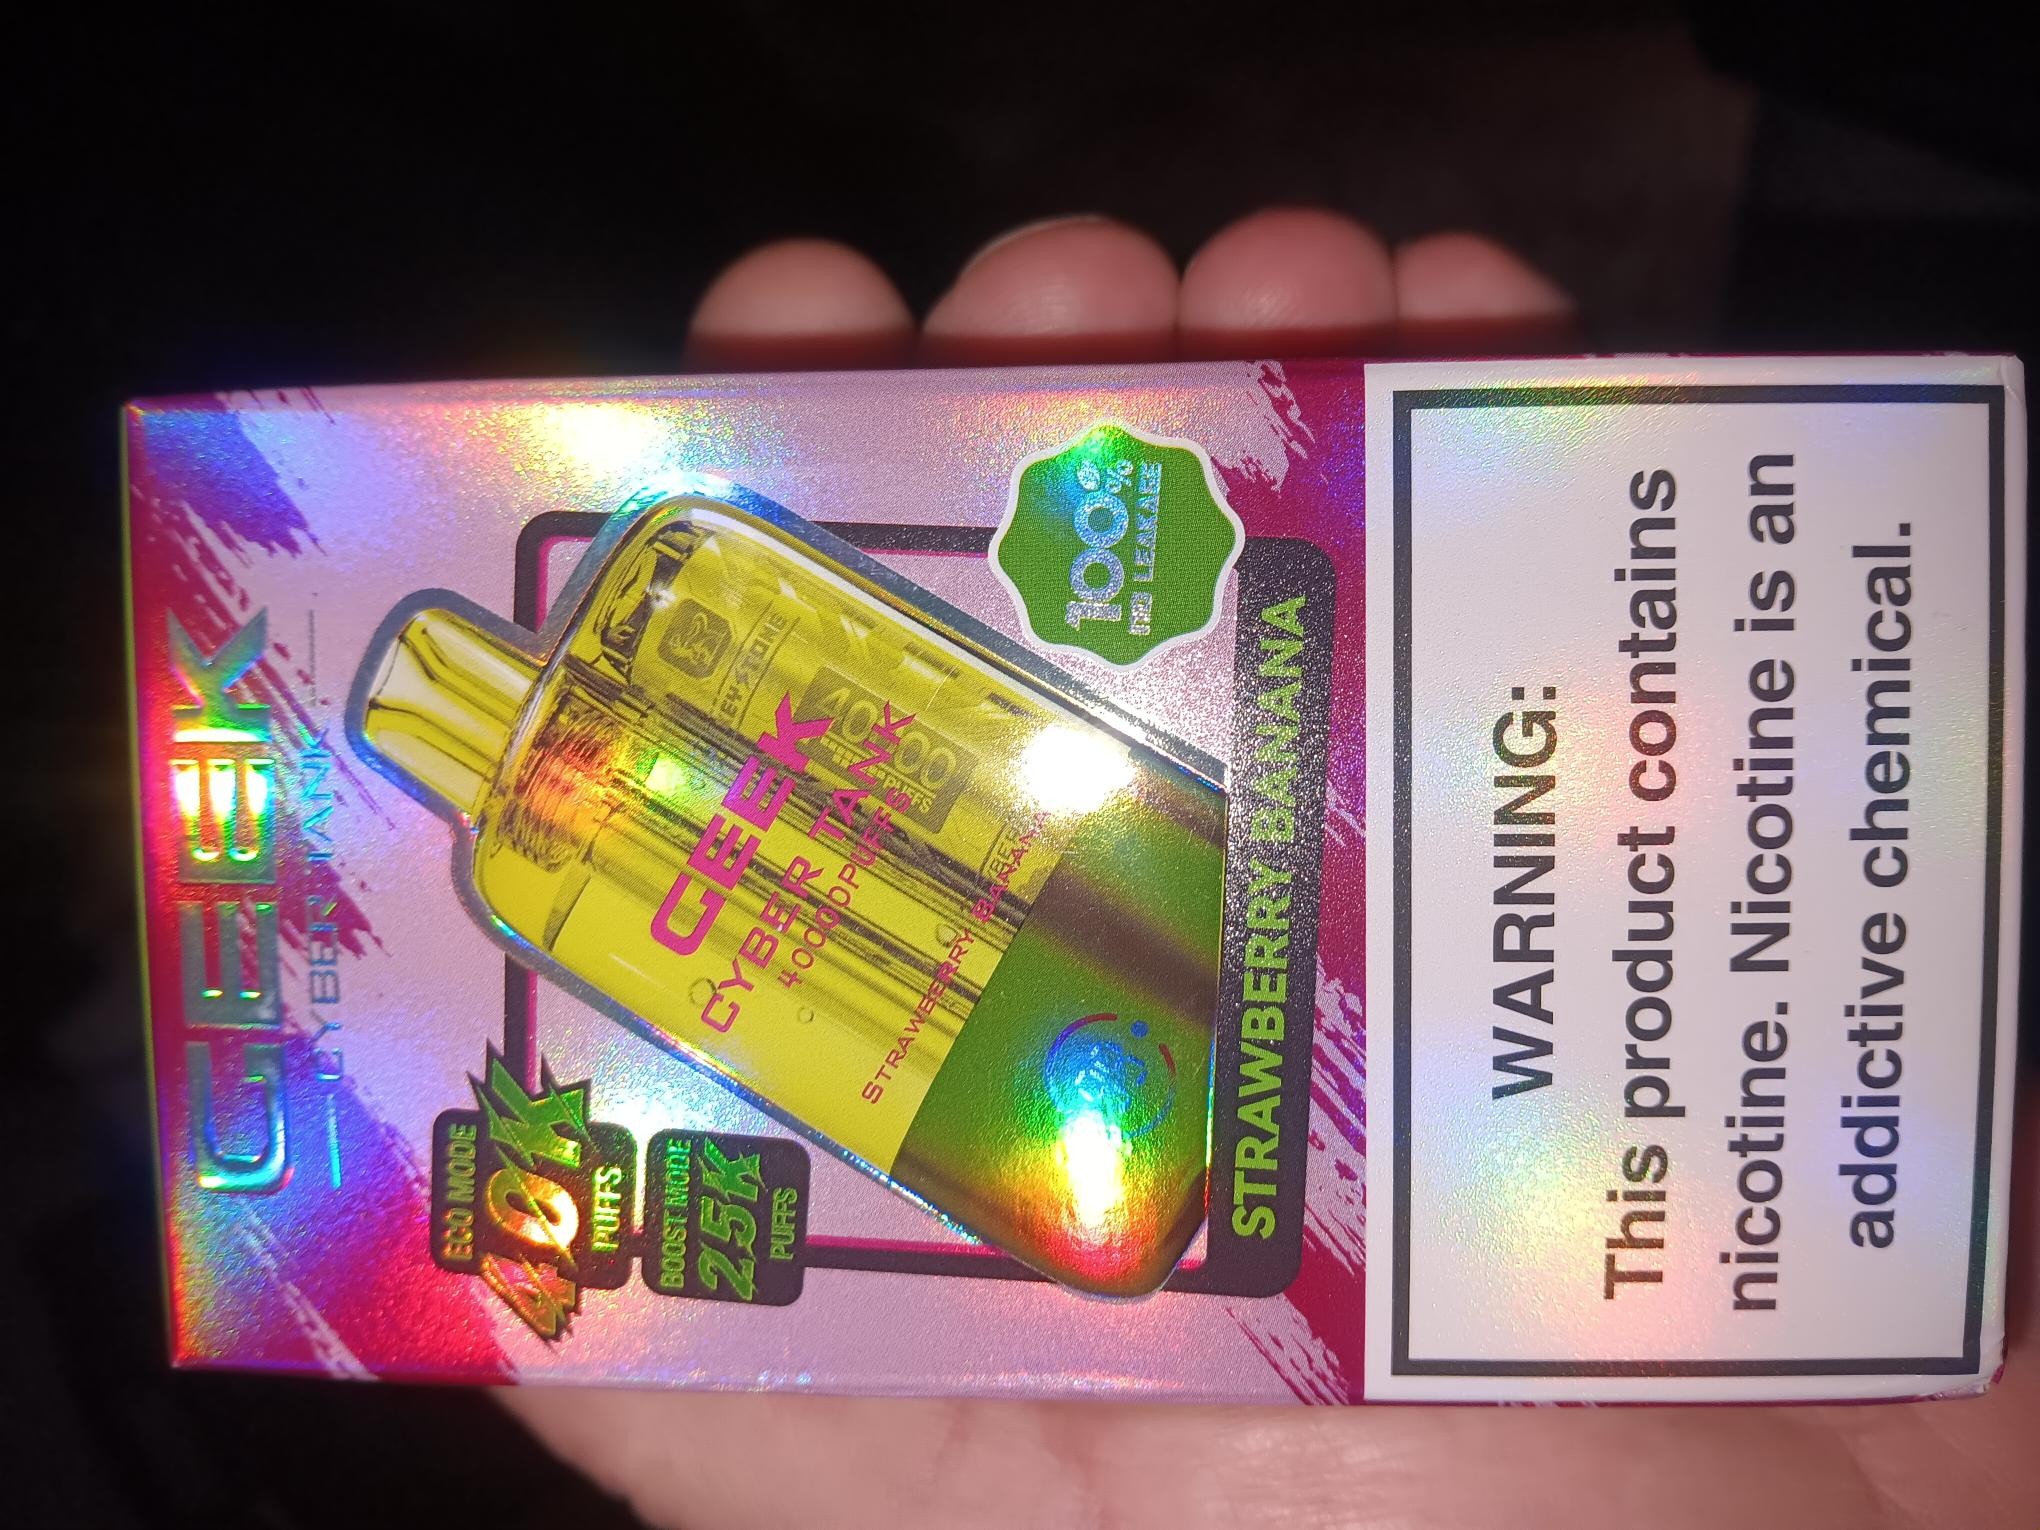 GEEK
CYBER TANK
ECO MODE
40K
PUFFS
BOOST MODE
25K
PUFFS
GEEK
CYBER TANK
40000PUFFS
STRAWBERRY BANANA
100%
NO LEAKAGE
STRAWBERRY BANANA
WARNING:
This product contains
nicotine. Nicotine is an
addictive chemical.